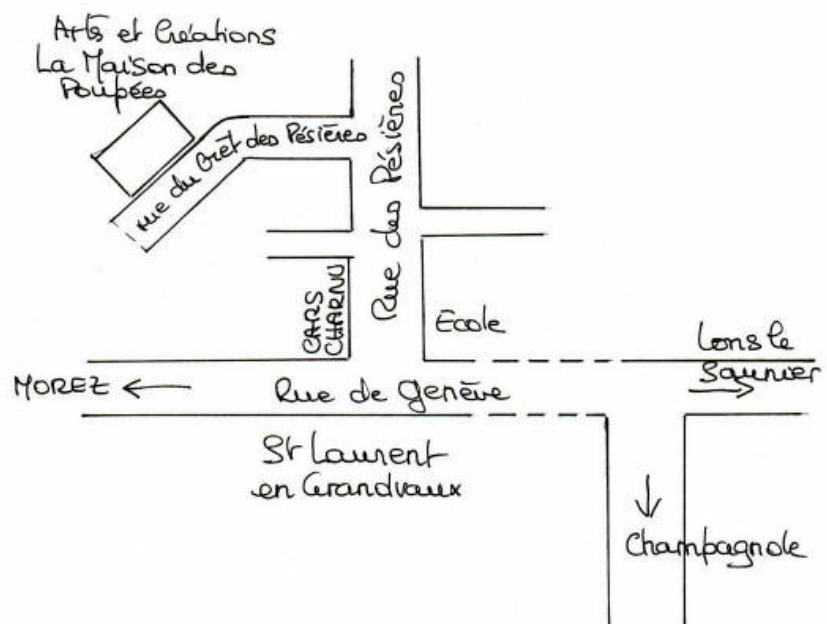 Arts et Créations
La Maison des
Poupées
rue du Crêt des Pésières
Rue des Pésières
CARS
CHARNU
Ecole
Lons le
Saunier
MOREZ
Rue de Genève
St Laurent
en Grandvaux
Champagnole